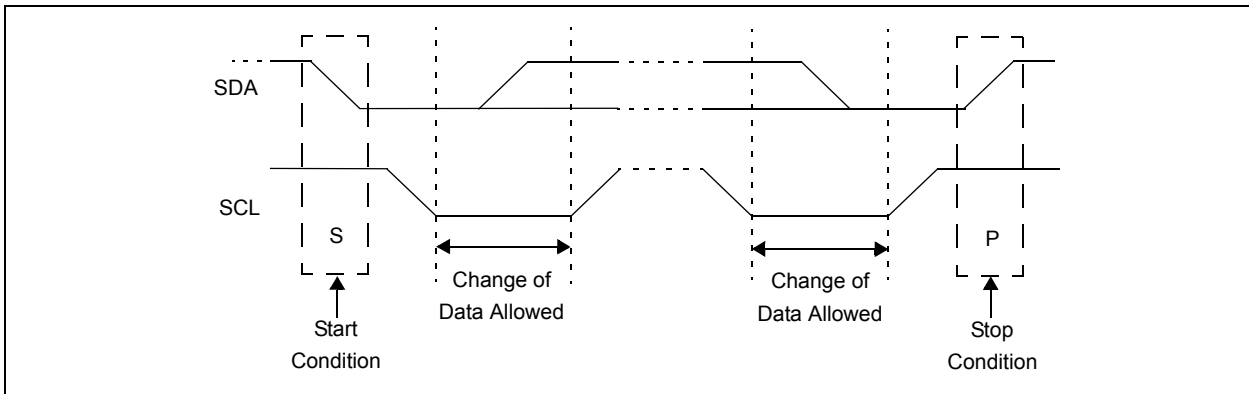 SDA
SCL
S
P
Change of
Data Allowed
Change of
Data Allowed
Start
Condition
Stop
Condition